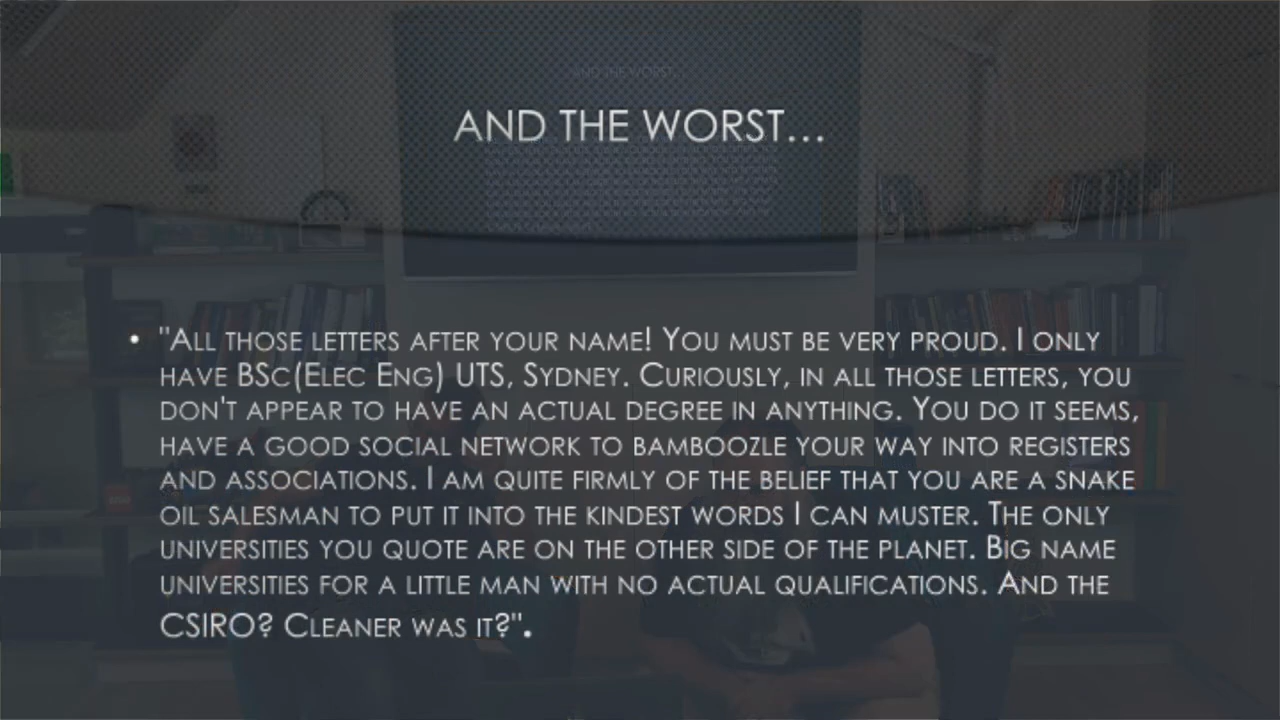 AND THE WORST...
• "ALL THOSE LETTERS AFTER YOUR NAME! YOU MUST BE VERY PROUD. I ONLY
HAVE BSC(ELEC ENG) UTS, SYDNEY. CURIOUSLY, IN ALL THOSE LETTERS, YOU
DON'T APPEAR TO HAVE AN ACTUAL DEGREE IN ANYTHING. YOU DO IT SEEMS,
HAVE A GOOD SOCIAL NETWORK TO BAMBOOZLE YOUR WAY INTO REGISTERS
AND ASSOCIATIONS. I AM QUITE FIRMLY OF THE BELIEF THAT YOU ARE A SNAKE
OIL SALESMAN TO PUT IT INTO THE KINDEST WORDS I CAN MUSTER. THE ONLY
UNIVERSITIES YOU QUOTE ARE ON THE OTHER SIDE OF THE PLANET. BIG NAME
UNIVERSITIES FOR A LITTLE MAN WITH NO ACTUAL QUALIFICATIONS. AND THE
CSIRO? CLEANER WAS IT?".
AND THE WORST...